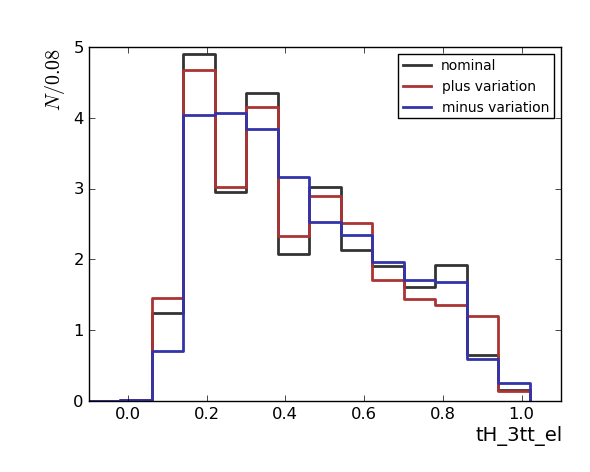 N/0.08
5
4
3
2
1
0
nominal
plus variation
minus variation
0.0 0.2 0.4 0.6 0.8 1.0
tH_3tt_el